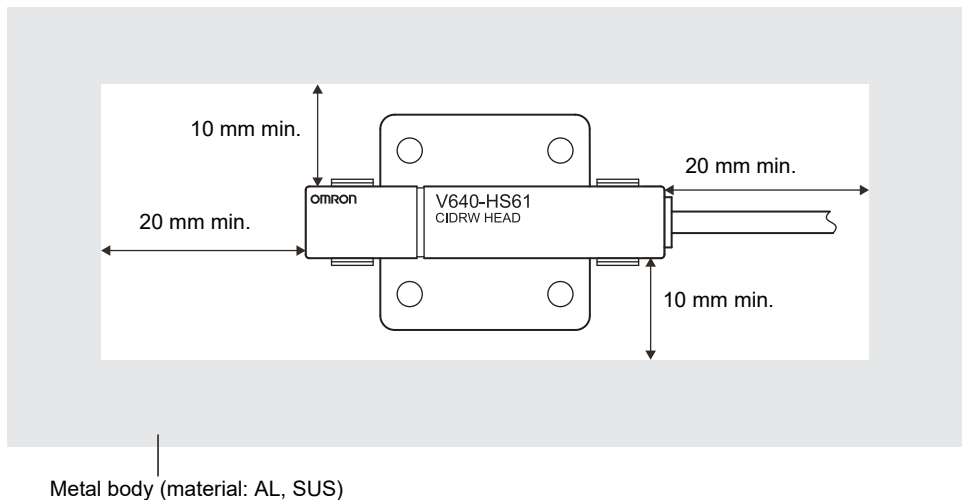 10 mm min.
20 mm min.
OMRON
V640-HS61
CIDRW HEAD
20 mm min.
10 mm min.
Metal body (material: AL, SUS)